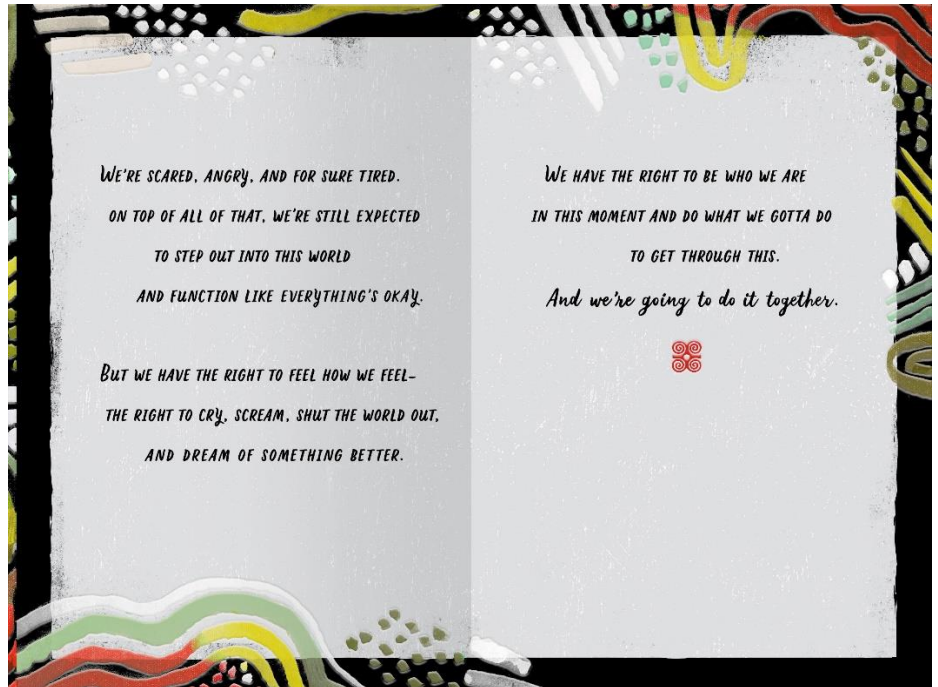 WE'RE SCARED, ANGRY, AND FOR SURE TIRED.
ON TOP OF ALL OF THAT, WE'RE STILL EXPECTED
TO STEP OUT INTO THIS WORLD
AND FUNCTION LIKE EVERYTHING'S OKAY.
BUT WE HAVE THE RIGHT TO FEEL HOW WE FEEL–
THE RIGHT TO CRY, SCREAM, SHUT THE WORLD OUT,
AND DREAM OF SOMETHING BETTER.
WE HAVE THE RIGHT TO BE WHO WE ARE
IN THIS MOMENT AND DO WHAT WE GOTTA DO
TO GET THROUGH THIS.
And we're going to do it together.